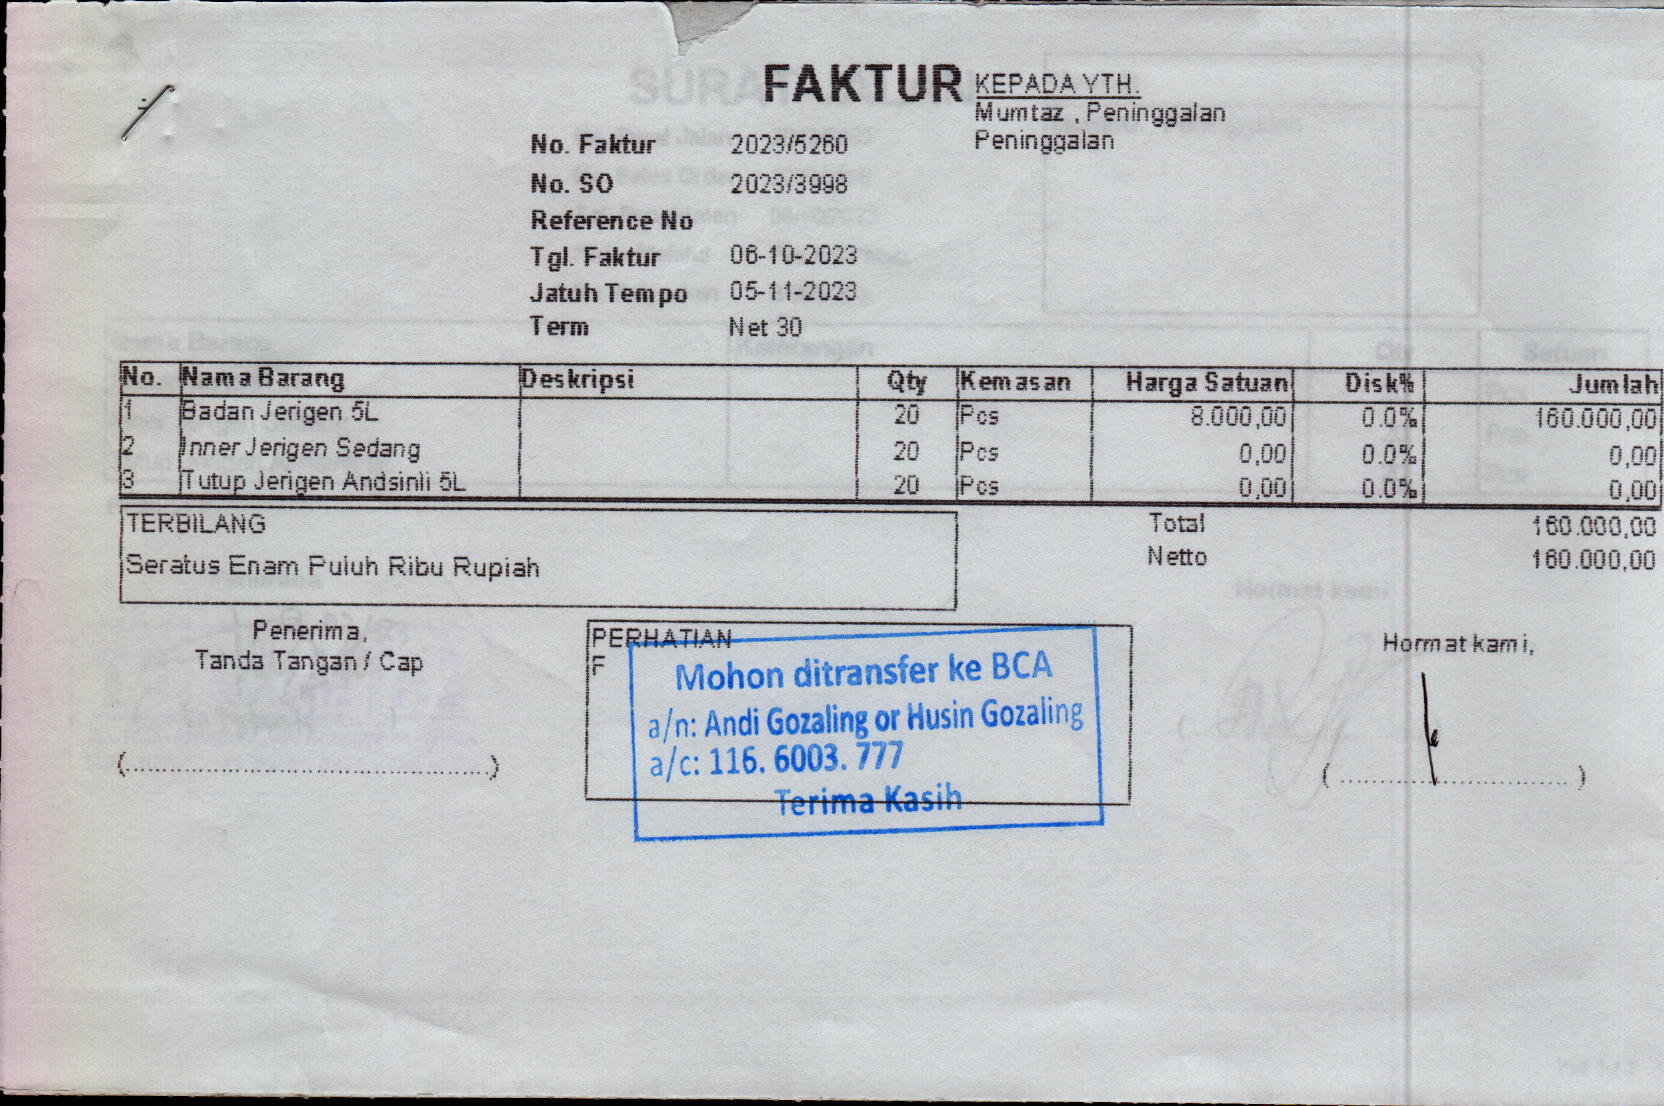 FAKTUR
KEPADA YTH.
Mumtaz , Peninggalan
Peninggalan
No. Faktur 2023/5260
No. SO 2023/3998
Reference No
Tgl. Faktur 06-10-2023
Jatuh Tempo 05-11-2023
Term Net 30
No. Nama Barang Deskripsi Qty Kemasan Harga Satuan Disk% Jumlah
1 Badan Jerigen 5L 20 Pcs 8.000,00 0.0% 160.000,00
2 Inner Jerigen Sedang 20 Pcs 0,00 0.0% 0,00
3 Tutup Jerigen Andsinli 5L 20 Pcs 0,00 0.0% 0,00
TERBILANG
Seratus Enam Puluh Ribu Rupiah
Total 160.000,00
Netto 160.000,00
Penerima,
Tanda Tangan / Cap
(................................................)
PERHATIAN
F
Mohon ditransfer ke BCA
a/n: Andi Gozaling or Husin Gozaling
a/c: 116. 6003. 777
Terima Kasih
Hormat kami,
(..............................)